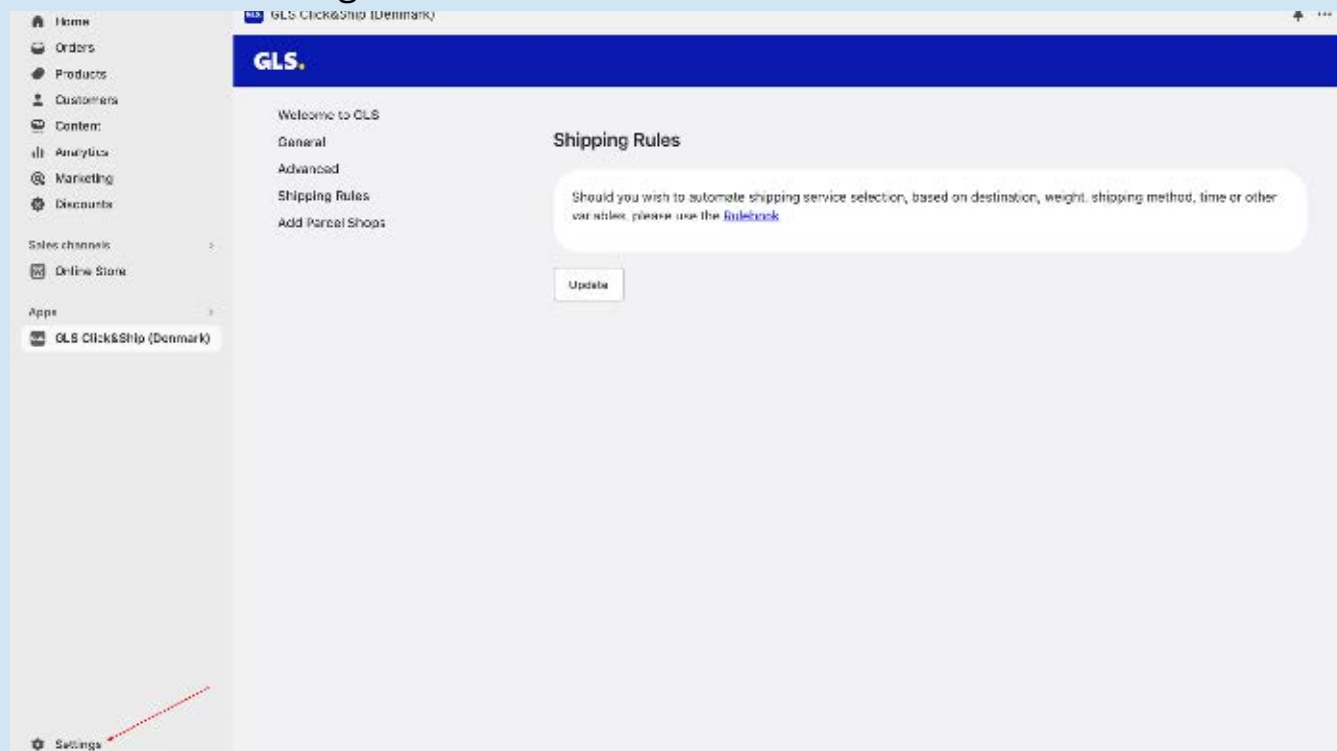 Home
GLS Click&Ship (Denmark)
Orders
GLS.
Products
Customers
Content
Analytics
Marketing
Discounts
Sales channels
Online Store
Apps
GLS Click&Ship (Denmark)
Settings
Welcome to GLS
General
Advanced
Shipping Rules
Add Parcel Shops
Shipping Rules
Should you wish to automate shipping service selection, based on destination, weight, shipping method, time or other
variables, please use the Rulebook
Update